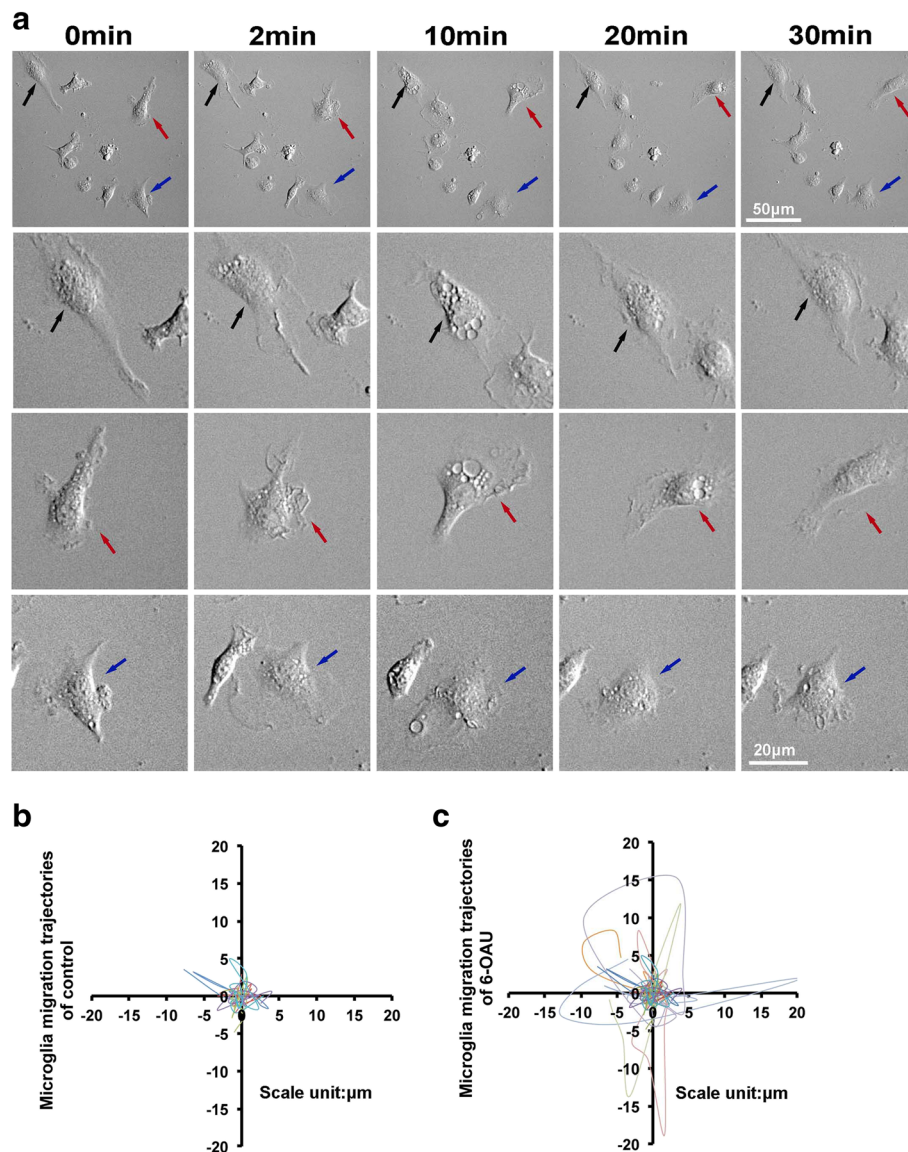 a
0min 2min 10min 20min 30min
50μm
20μm
b
Microglia migration trajectories
of control
20
15
10
5
0
-20 -15 -10 -5 0 5 10 15 20
-5
-10
-15
-20
Scale unit:μm
c
Microglia migration trajectories
of 6-OAU
20
15
10
5
0
-20 -15 -10 -5 0 5 10 15 20
-5
-10
-15
-20
Scale unit:μm